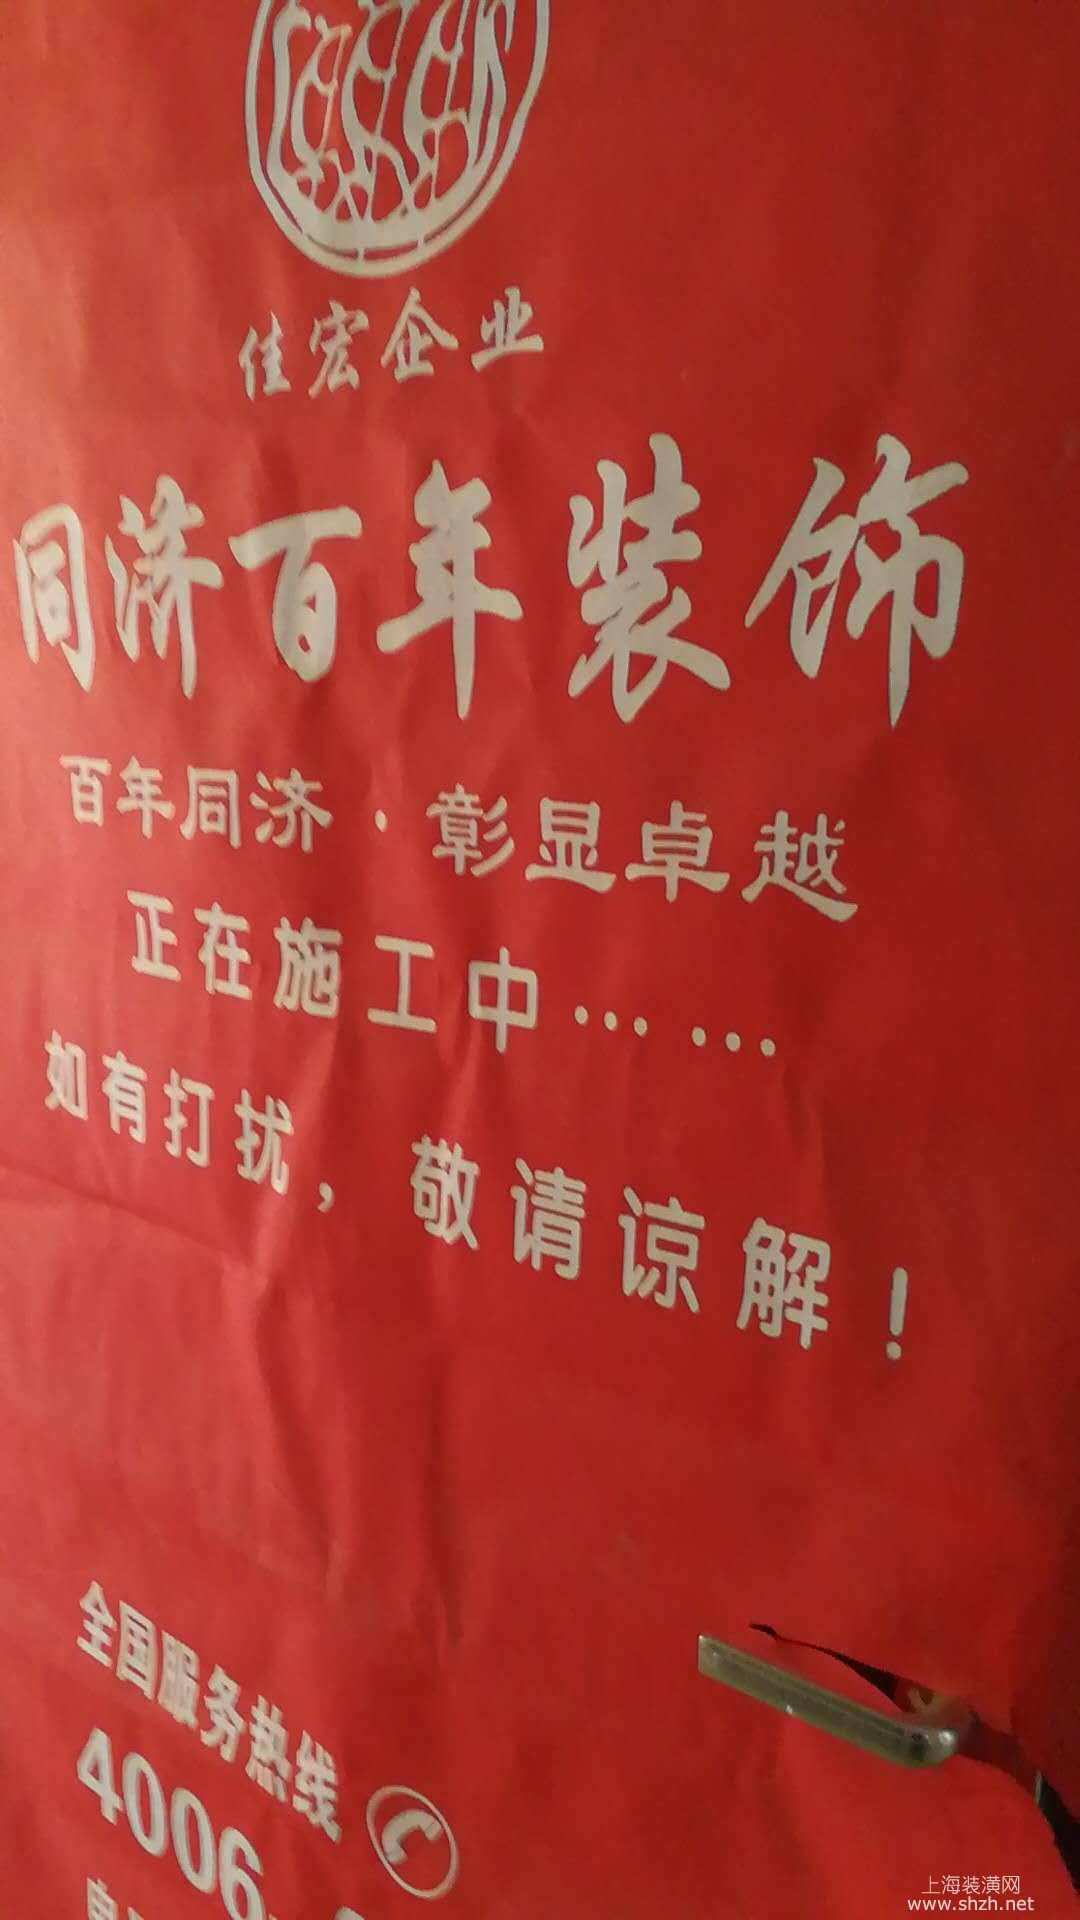 佳宏企业
同济百年装饰
百年同济·彰显卓越
正在施工中……
如有打扰，敬请谅解！
全国服务热线
4006
上海装潢网
www.shzh.net